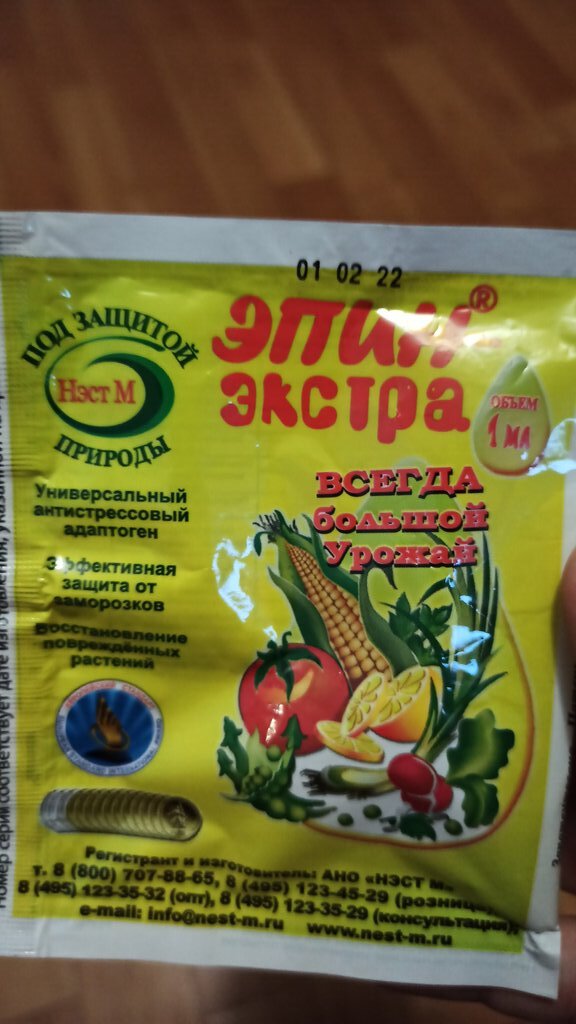 01 02 22
ЭПИН-®
ЭКСТРА
ОБЪЕМ
1 МЛ
ПОД ЗАЩИТОЙ
Нэст М
ПРИРОДЫ
ВСЕГДА
большой
Урожай
Универсальный
антистрессовый
адаптоген
Эффективная
защита от
заморозков
Восстановление
повреждённых
растений
Регистрант и изготовитель: АНО «НЭСТ М»
т. 8 (800) 707-88-65, 8 (495) 123-45-29 (розница),
8 (495) 123-35-32 (опт), 8 (495) 123-35-29 (консультация),
e-mail: info@nest-m.ru www.nest-m.ru
Номер серии соответствует дате изготовления, указанной